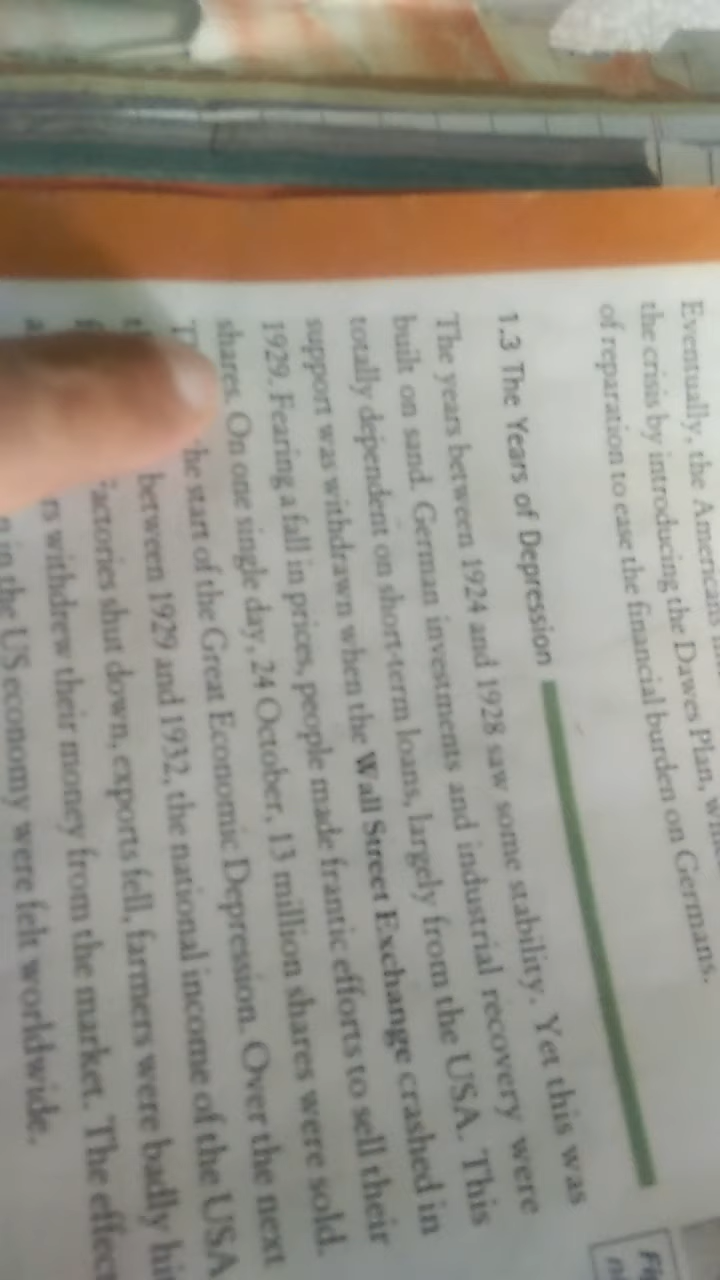 Eventually, the Americans
the crisis by introducing the Dawes Plan,
of reparation to ease the financial burden on Germans.
1.3 The Years of Depression
The years between 1924 and 1928 saw some stability. Yet this was
built on sand. German investments and industrial recovery were
totally dependent on short-term loans, largely from the USA. This
support was withdrawn when the Wall Street Exchange crashed in
1929. Fearing a fall in prices, people made frantic efforts to sell their
shares. On one single day, 24 October, 13 million shares were sold.
the start of the Great Economic Depression. Over the next
between 1929 and 1932, the national income of the USA
factories shut down, exports fell, farmers were badly hit
withdrew their money from the market. The effect
in the US economy were felt worldwide.